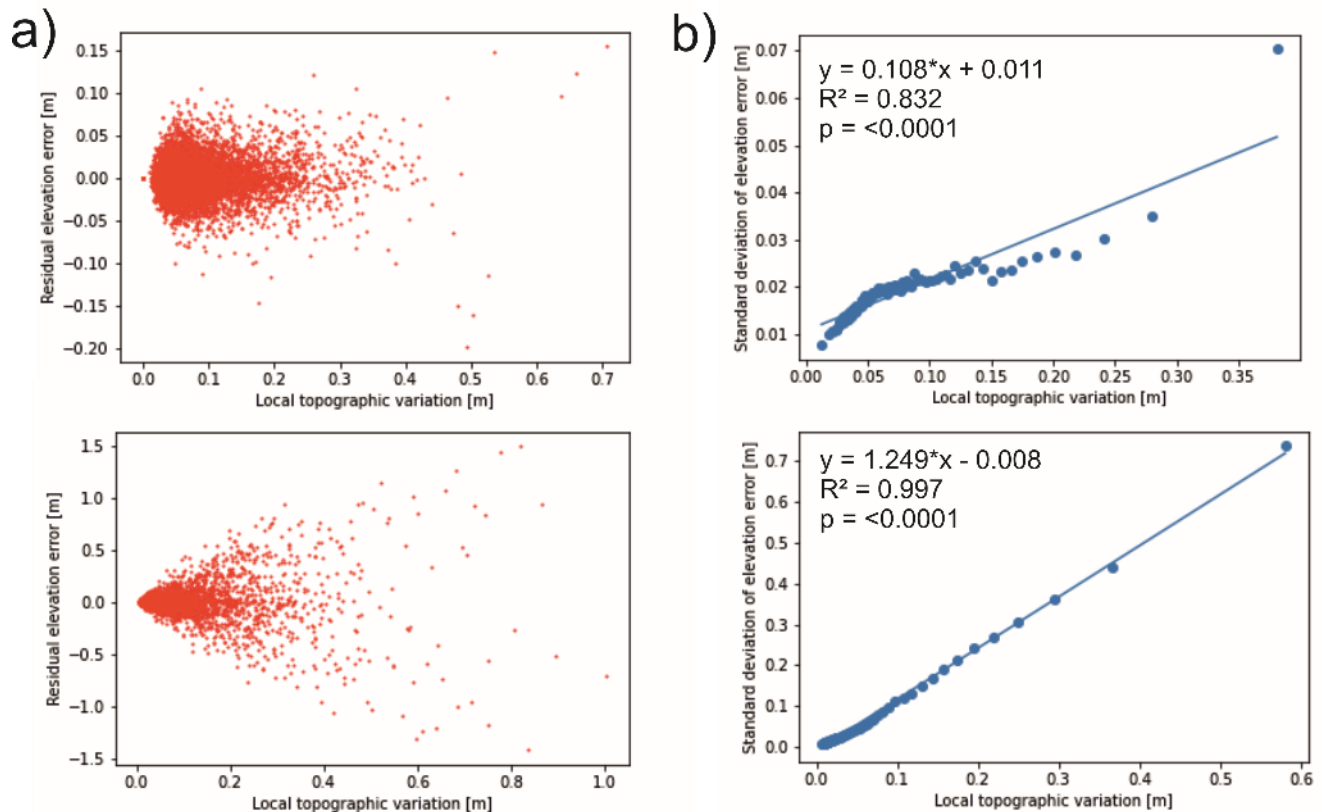 a)
0.15
0.10
0.05
0.00
−0.05
−0.10
−0.15
−0.20
Residual elevation error [m]
0.0 0.1 0.2 0.3 0.4 0.5 0.6 0.7
Local topographic variation [m]
b)
0.07
0.06
0.05
0.04
0.03
0.02
0.01
Standard deviation of elevation error [m]
y = 0.108*x + 0.011
R² = 0.832
p = <0.0001
0.00 0.05 0.10 0.15 0.20 0.25 0.30 0.35
Local topographic variation [m]
1.5
1.0
0.5
0.0
−0.5
−1.0
−1.5
Residual elevation error [m]
0.0 0.2 0.4 0.6 0.8 1.0
Local topographic variation [m]
0.7
0.6
0.5
0.4
0.3
0.2
0.1
0.0
Standard deviation of elevation error [m]
y = 1.249*x - 0.008
R² = 0.997
p = <0.0001
0.0 0.1 0.2 0.3 0.4 0.5 0.6
Local topographic variation [m]